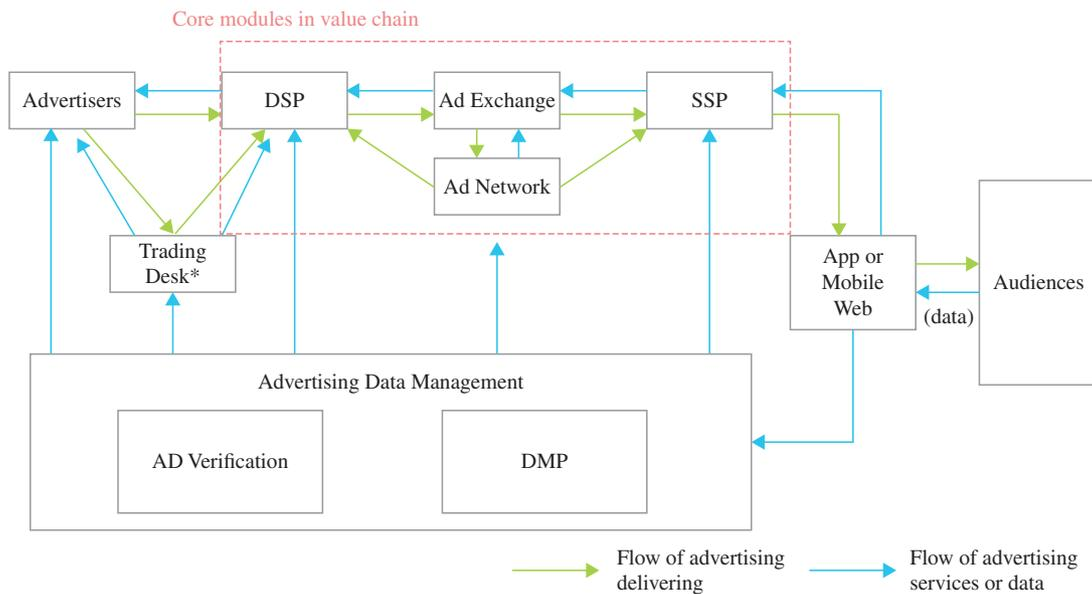 Core modules in value chain
Advertisers
DSP
Ad Exchange
SSP
Ad Network
Trading
Desk*
App or
Mobile
Web
Audiences
(data)
Advertising Data Management
AD Verification
DMP
Flow of advertising
delivering
Flow of advertising
services or data